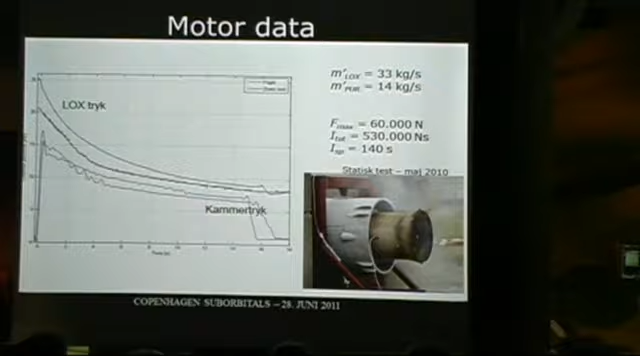 Motor data
LOX tryk
Kammertryk
m'LOX = 33 kg/s
m'PUR = 14 kg/s
Fmax = 60.000 N
Itot = 530.000 Ns
Isp = 140 s
Statisk test – maj 2010
COPENHAGEN SUBORBITALS – 28. JUNI 2011